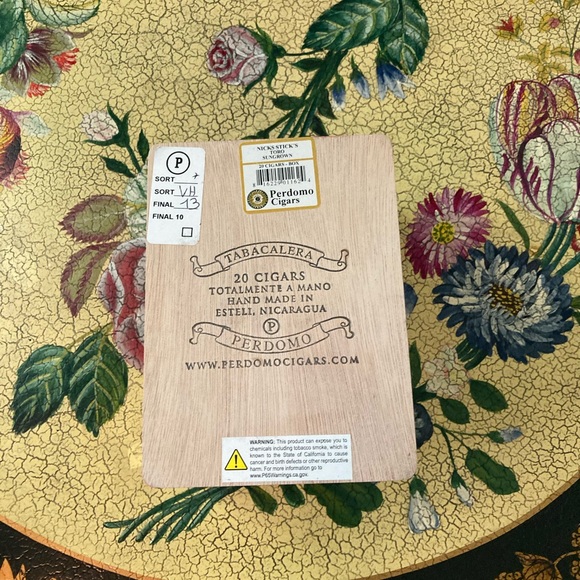 P
SORT
SORT VH
FINAL 13
FINAL 10
NICKS STICK'S
TORO
SUNGROWN
20 CIGARS - BOX
Perdomo
Cigars
TABACALERA
20 CIGARS
TOTALMENTE A MANO
HAND MADE IN
ESTELI, NICARAGUA
P
PERDOMO
WWW.PERDOMOCIGARS.COM
WARNING: This product can expose you to
chemicals including tobacco smoke, which is
known to the State of California to cause
cancer and birth defects or other reproductive
harm. For more information go to
www.P65Warnings.ca.gov.